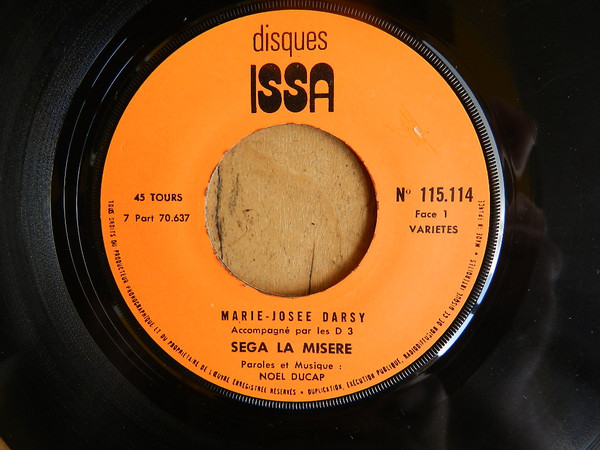 disques
ISSA
45 TOURS
7 Part 70.637
N° 115.114
Face 1
VARIETES
MARIE-JOSEE DARSY
Accompagné par les D 3
SEGA LA MISERE
Paroles et Musique :
NOEL DUCAP
TOUS DROITS DU PRODUCTEUR PHONOGRAPHIQUE ET DU PROPRIETAIRE DE L'ŒUVRE ENREGISTREE RESERVES • DUPLICATION, EXECUTION PUBLIQUE, RADIODIFFUSION DE CE DISQUE INTERDITES • MADE IN FRANCE